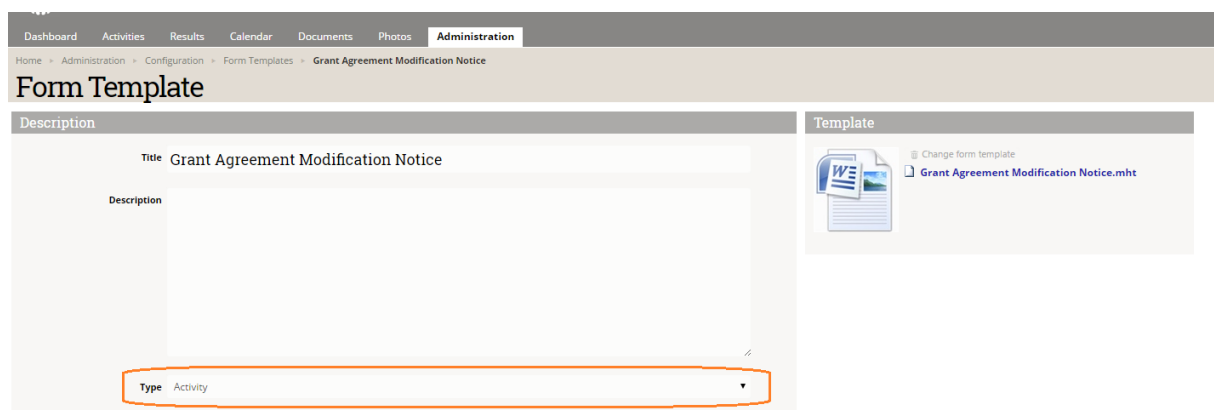 Dashboard Activities Results Calendar Documents Photos Administration
Home » Administration » Configuration » Form Templates » Grant Agreement Modification Notice
Form Template
Description
Title Grant Agreement Modification Notice
Description
Type Activity
Template
Change form template
Grant Agreement Modification Notice.mht